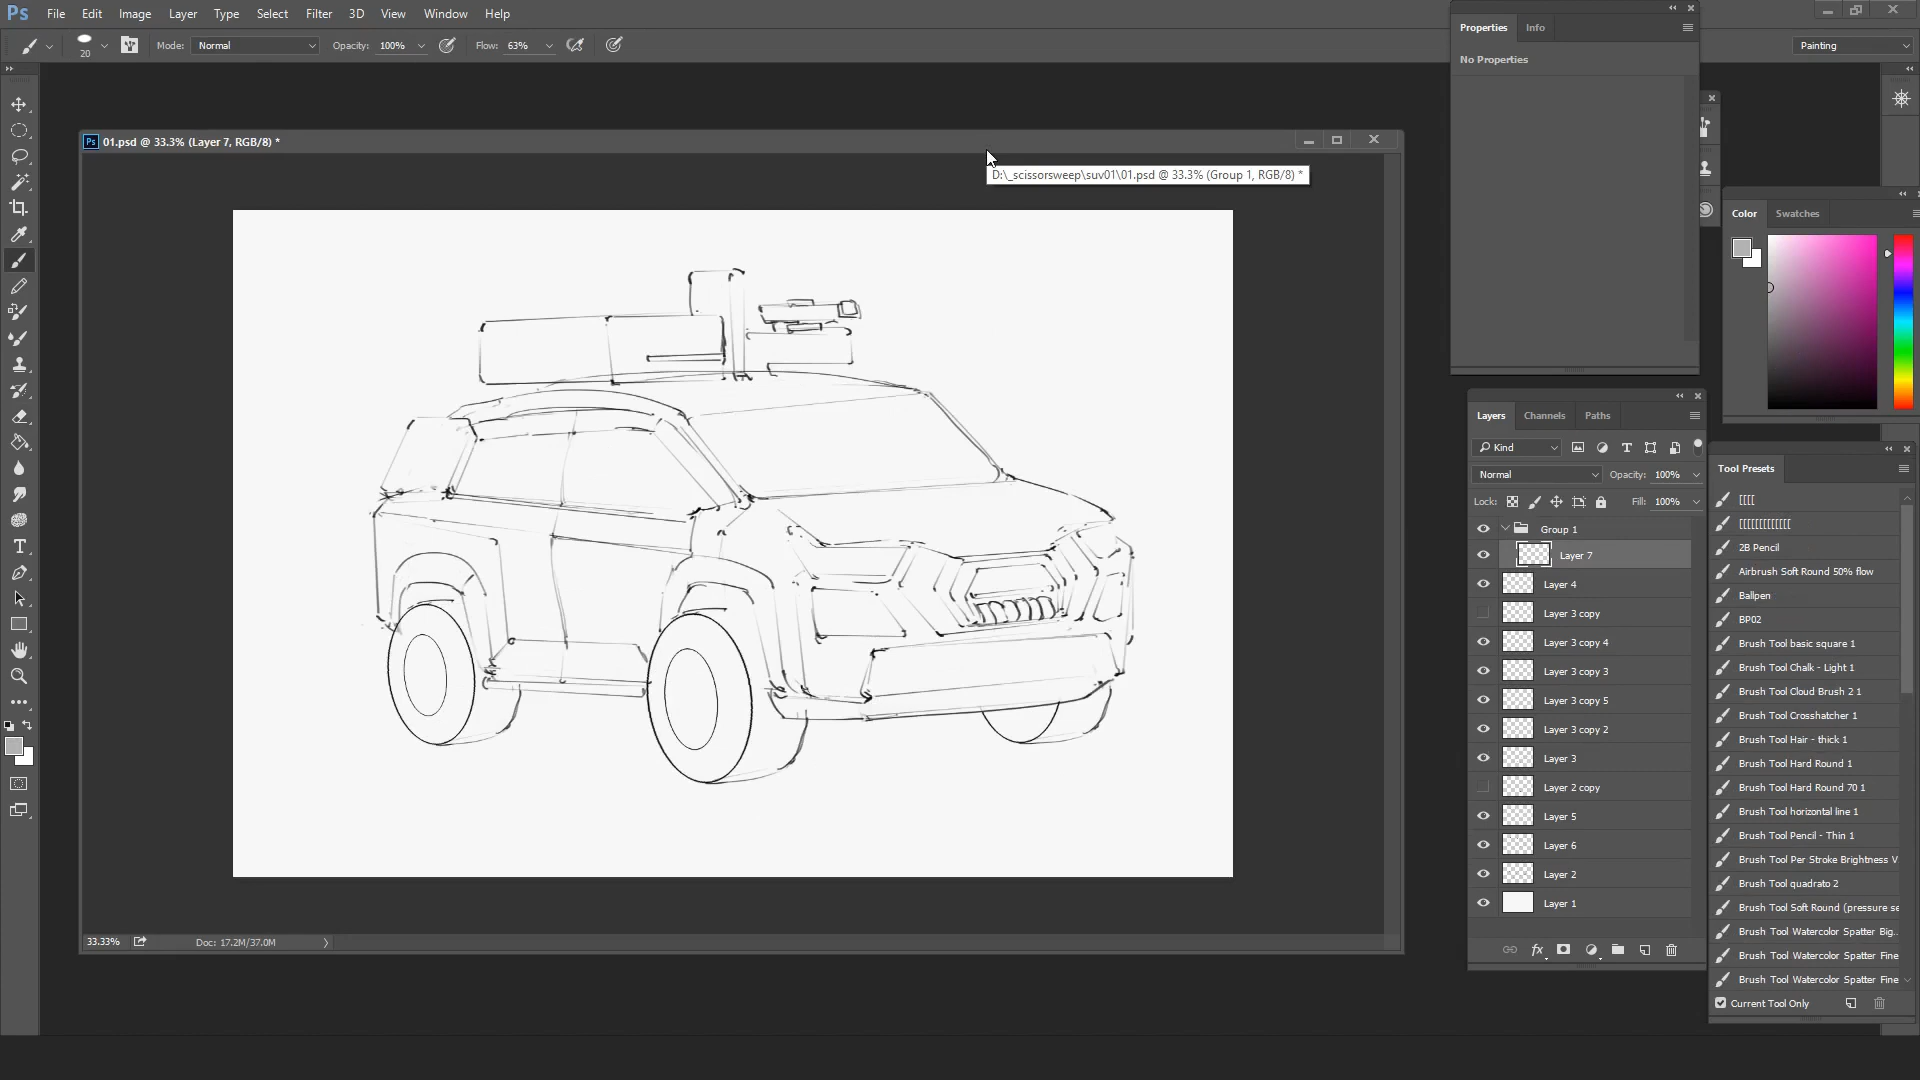 Ps File Edit Image Layer Type Select Filter 3D View Window Help
20 Mode: Normal Opacity: 100% Flow: 63%
Painting
Properties Info
No Properties
Ps 01.psd @ 33.3% (Layer 7, RGB/8) *
D:\_scissorsweep\suv01\01.psd @ 33.3% (Group 1, RGB/8) *
Color Swatches
Layers Channels Paths
Kind
Normal Opacity: 100%
Lock: Fill: 100%
Group 1
Layer 7
Layer 4
Layer 3 copy
Layer 3 copy 4
Layer 3 copy 3
Layer 3 copy 5
Layer 3 copy 2
Layer 3
Layer 2 copy
Layer 5
Layer 6
Layer 2
Layer 1
fx
Tool Presets
[[[[
[[[[[[[[[[[[[
2B Pencil
Airbrush Soft Round 50% flow
Ballpen
BP02
Brush Tool basic square 1
Brush Tool Chalk - Light 1
Brush Tool Cloud Brush 2 1
Brush Tool Crosshatcher 1
Brush Tool Hair - thick 1
Brush Tool Hard Round 1
Brush Tool Hard Round 70 1
Brush Tool horizontal line 1
Brush Tool Pencil - Thin 1
Brush Tool Per Stroke Brightness V
Brush Tool quadrato 2
Brush Tool Soft Round (pressure se
Brush Tool Watercolor Spatter Big...
Brush Tool Watercolor Spatter Fine
Brush Tool Watercolor Spatter Fine
Current Tool Only
33.33% Doc: 17.2M/37.0M